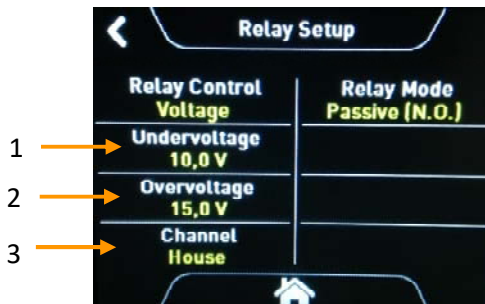 Relay Setup
Relay Control
Voltage
Relay Mode
Passive (N.O.)
1
Undervoltage
10,0 V
2
Overvoltage
15,0 V
3
Channel
House